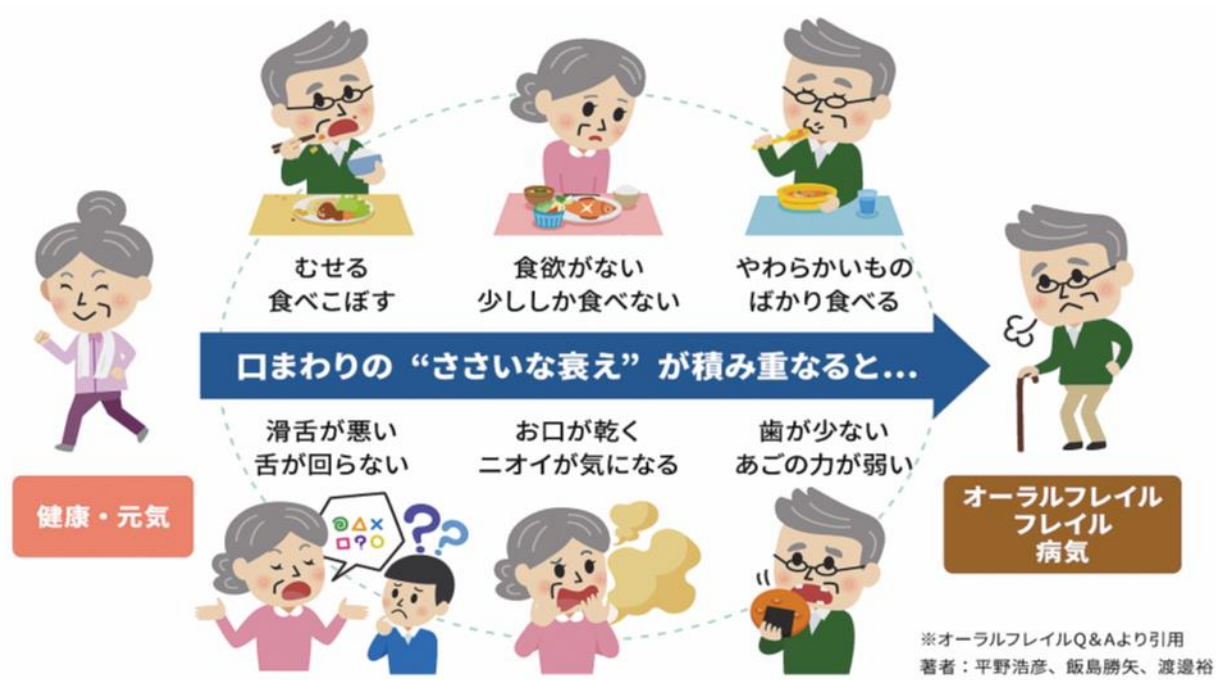 むせる
食べこぼす
食欲がない
少ししか食べない
やわらかいもの
ばかり食べる
口まわりの “ささいな衰え” が積み重なると…
滑舌が悪い
舌が回らない
お口が乾く
ニオイが気になる
歯が少ない
あごの力が弱い
健康・元気
オーラルフレイル
フレイル
病気
※オーラルフレイルQ&Aより引用
著者：平野浩彦、飯島勝矢、渡邊裕